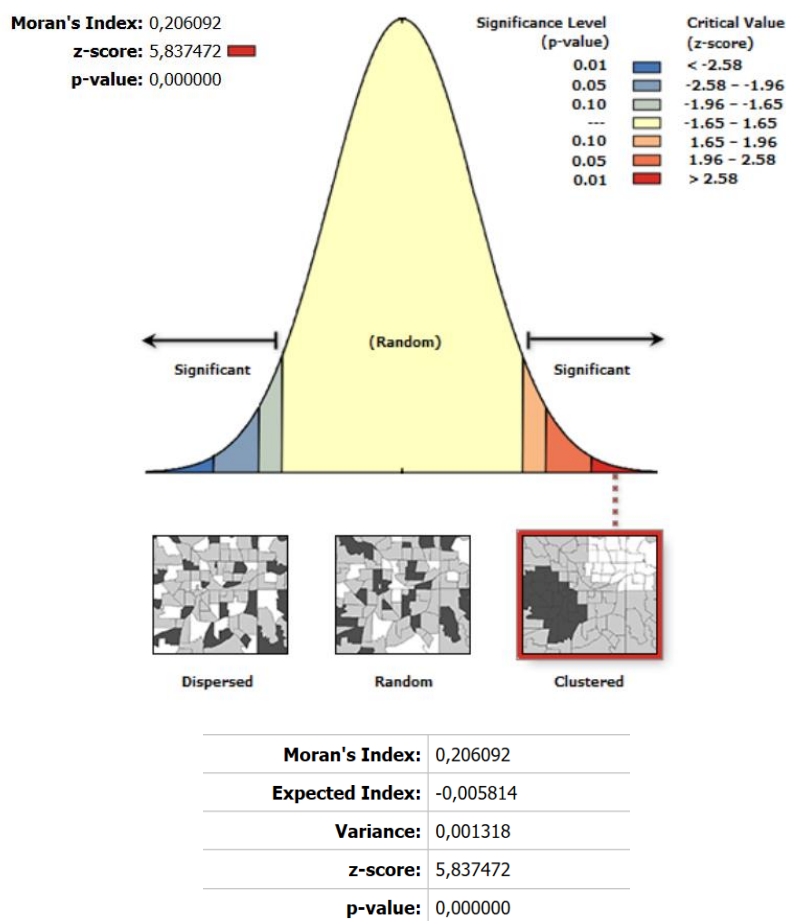 Moran's Index: 0,206092
z-score: 5,837472
p-value: 0,000000
Significance Level (p-value) Critical Value (z-score)
0.01 < -2.58
0.05 -2.58 – -1.96
0.10 -1.96 – -1.65
--- -1.65 – 1.65
0.10 1.65 – 1.96
0.05 1.96 – 2.58
0.01 > 2.58
(Random)
Significant
Significant
Dispersed
Random
Clustered
Moran's Index: 0,206092
Expected Index: -0,005814
Variance: 0,001318
z-score: 5,837472
p-value: 0,000000